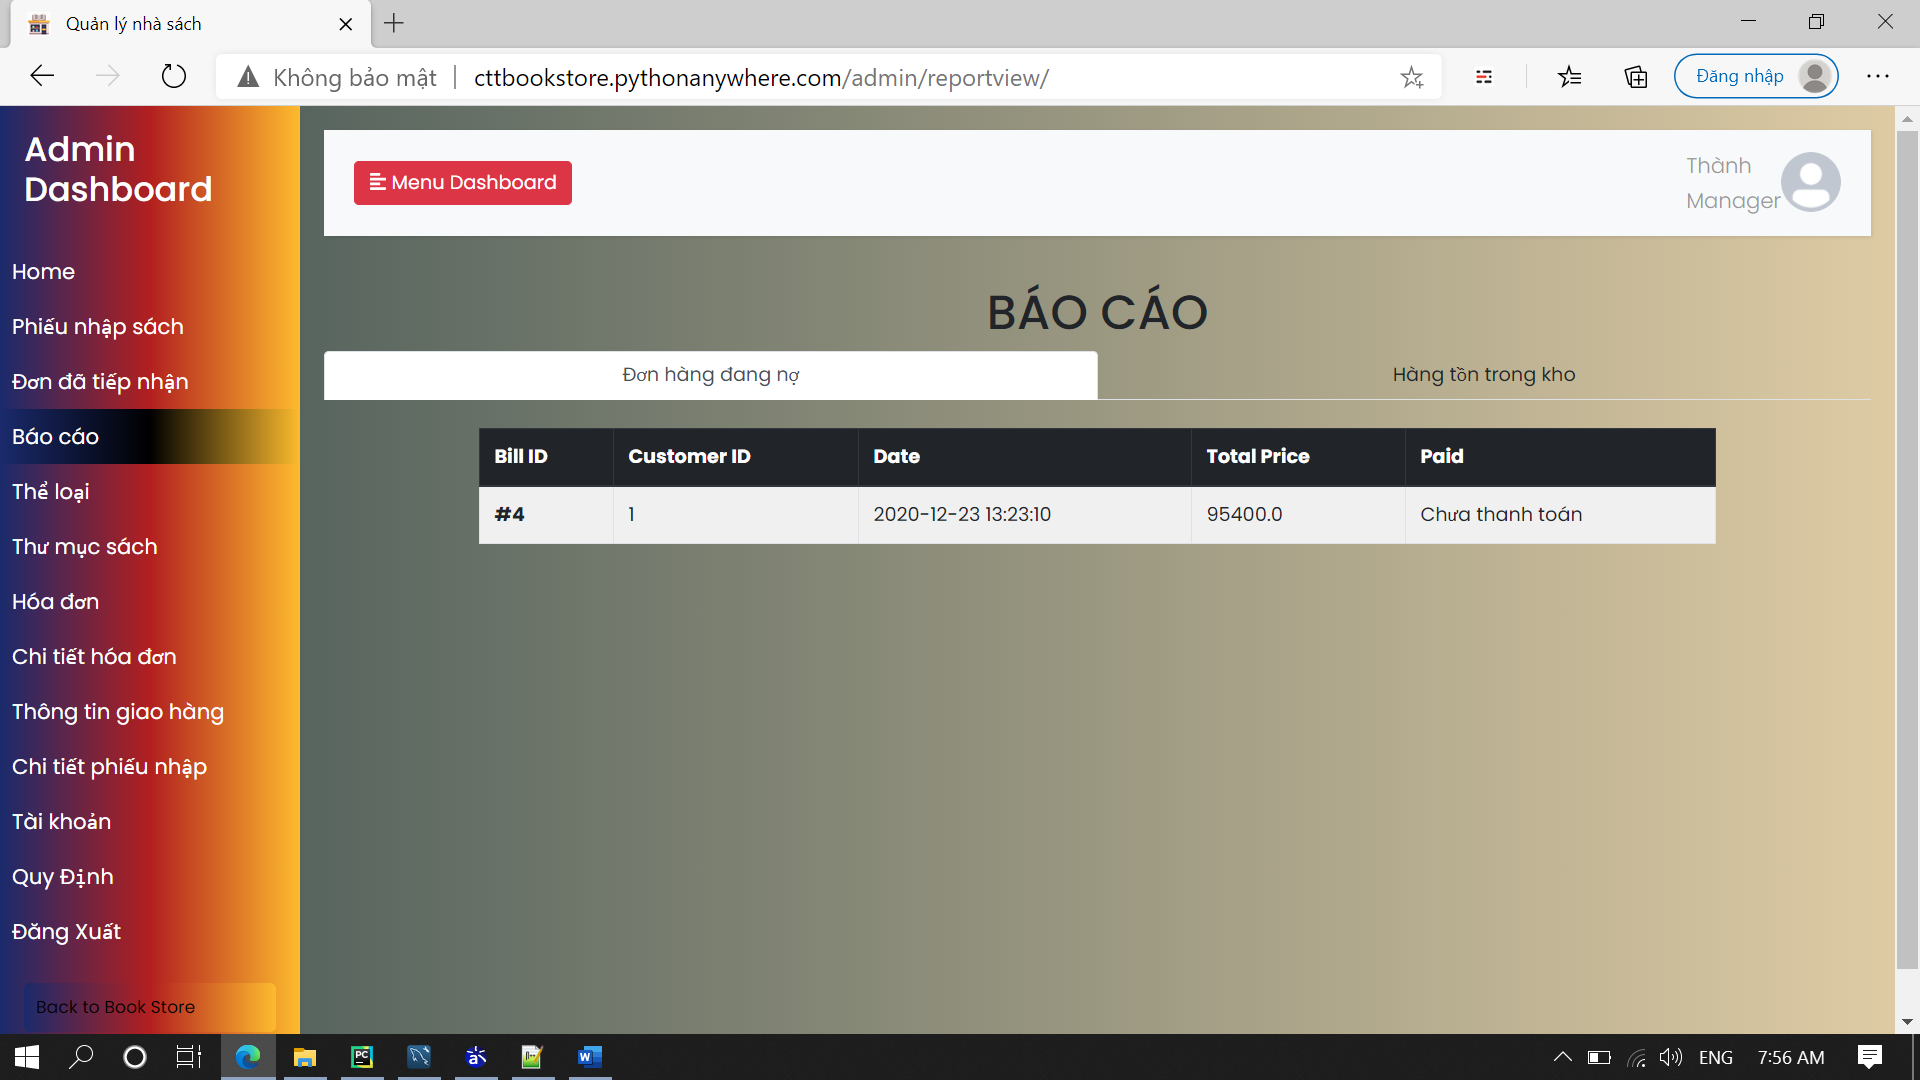 Quản lý nhà sách
Không bảo mật
cttbookstore.pythonanywhere.com/admin/reportview/
Đăng nhập
Admin
Dashboard
Home
Phiếu nhập sách
Đơn đã tiếp nhận
Báo cáo
Thể loại
Thư mục sách
Hóa đơn
Chi tiết hóa đơn
Thông tin giao hàng
Chi tiết phiếu nhập
Tài khoản
Quy Định
Đăng Xuất
Back to Book Store
Menu Dashboard
Thành
Manager
BÁO CÁO
Đơn hàng đang nợ
Hàng tồn trong kho
Bill ID Customer ID Date Total Price Paid
#4 1 2020-12-23 13:23:10 95400.0 Chưa thanh toán
ENG 7:56 AM